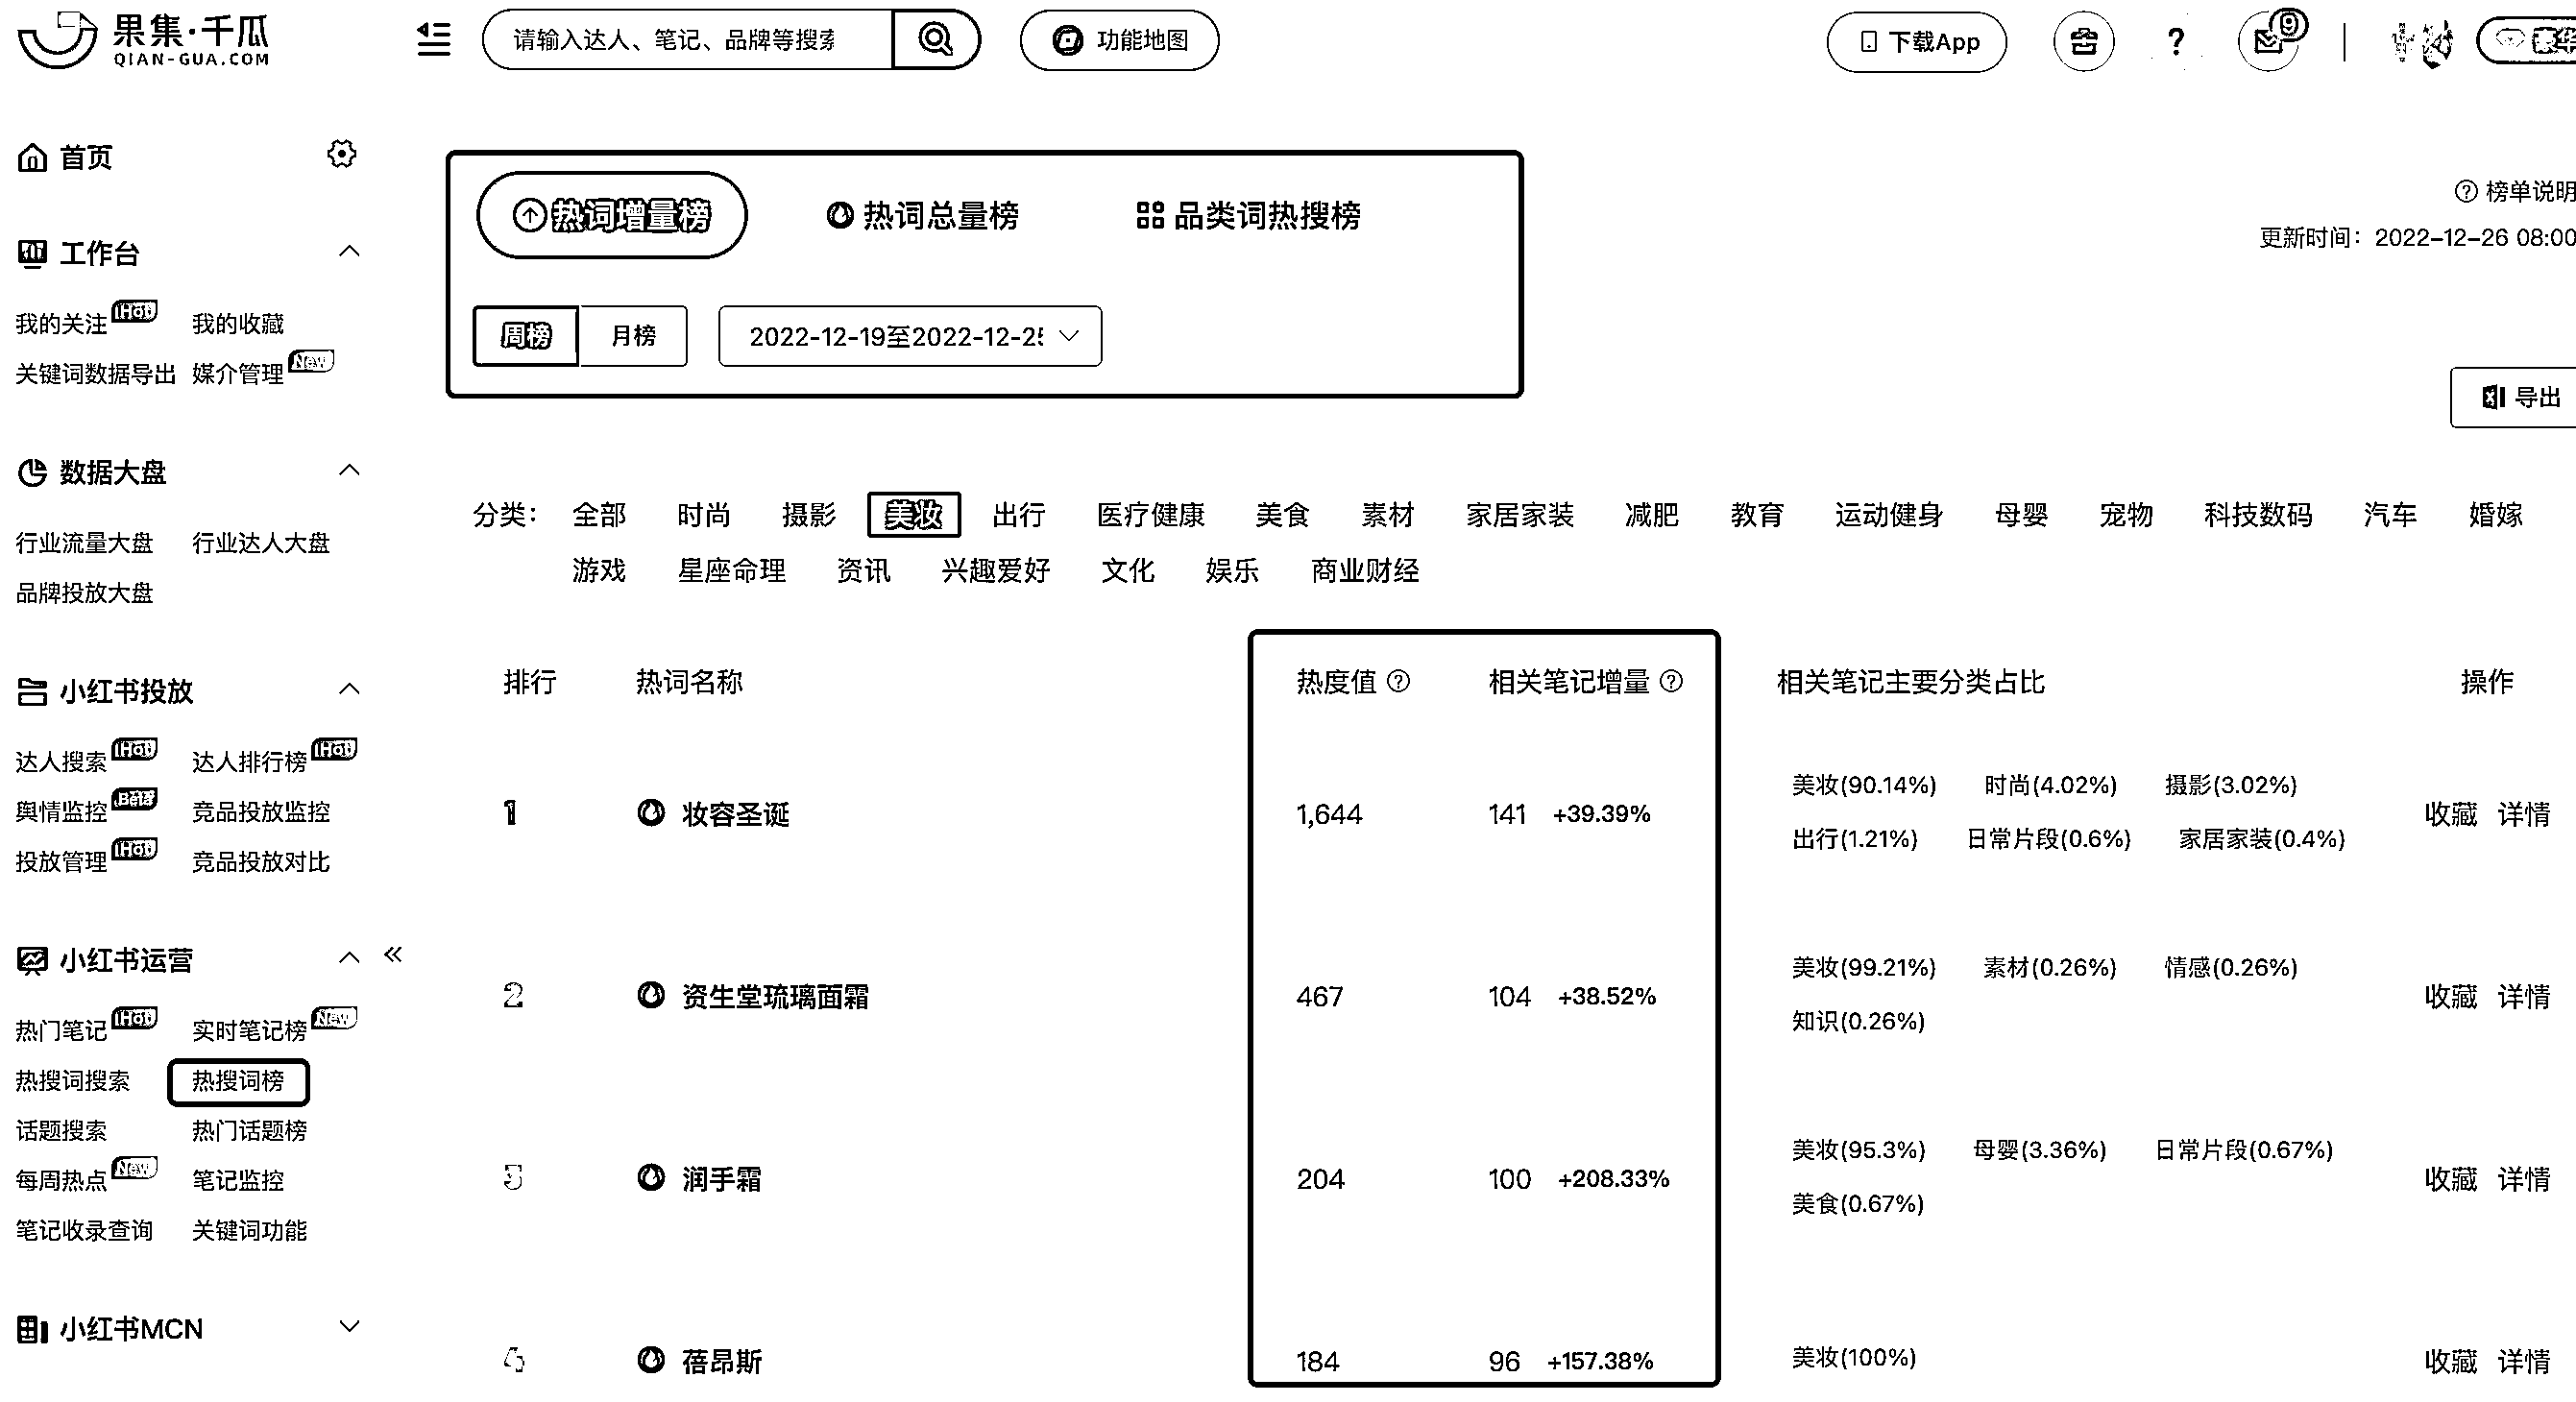 果集·千瓜
QIAN-GUA.COM
请输入达人、笔记、品牌等搜索
功能地图
下载App
?
9
首页
工作台
我的关注 Hot 我的收藏
关键词数据导出 媒介管理 New
数据大盘
行业流量大盘 行业达人大盘
品牌投放大盘
小红书投放
达人搜索 Hot 达人排行榜 Hot
舆情监控 Beta 竞品投放监控
投放管理 Hot 竞品投放对比
小红书运营
热门笔记 Hot 实时笔记榜 New
热搜词搜索 热搜词榜
话题搜索 热门话题榜
每周热点 New 笔记监控
笔记收录查询 关键词功能
小红书MCN
热词增量榜 热词总量榜 品类词热搜榜
周榜 月榜 2022-12-19至2022-12-25
? 榜单说明
更新时间：2022-12-26 08:00
导出
分类： 全部 时尚 摄影 美妆 出行 医疗健康 美食 素材 家居家装 减肥 教育 运动健身 母婴 宠物 科技数码 汽车 婚嫁
游戏 星座命理 资讯 兴趣爱好 文化 娱乐 商业财经
排行 热词名称 热度值 ? 相关笔记增量 ? 相关笔记主要分类占比 操作
1 妆容圣诞 1,644 141 +39.39% 美妆(90.14%) 时尚(4.02%) 摄影(3.02%) 收藏 详情
出行(1.21%) 日常片段(0.6%) 家居家装(0.4%)
2 资生堂琉璃面霜 467 104 +38.52% 美妆(99.21%) 素材(0.26%) 情感(0.26%) 收藏 详情
知识(0.26%)
3 润手霜 204 100 +208.33% 美妆(95.3%) 母婴(3.36%) 日常片段(0.67%) 收藏 详情
美食(0.67%)
4 蓓昂斯 184 96 +157.38% 美妆(100%) 收藏 详情